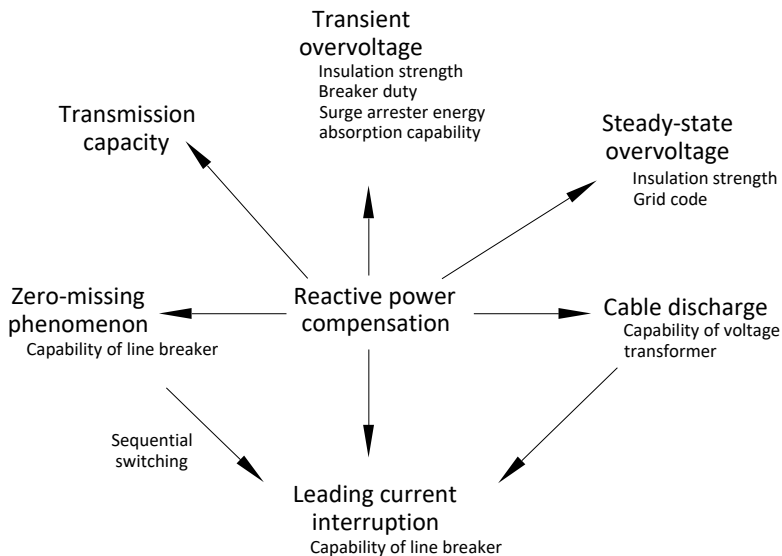 Transient
overvoltage
Insulation strength
Breaker duty
Surge arrester energy
absorption capability
Transmission
capacity
Steady-state
overvoltage
Insulation strength
Grid code
Zero-missing
phenomenon
Capability of line breaker
Reactive power
compensation
Cable discharge
Capability of voltage
transformer
Sequential
switching
Leading current
interruption
Capability of line breaker